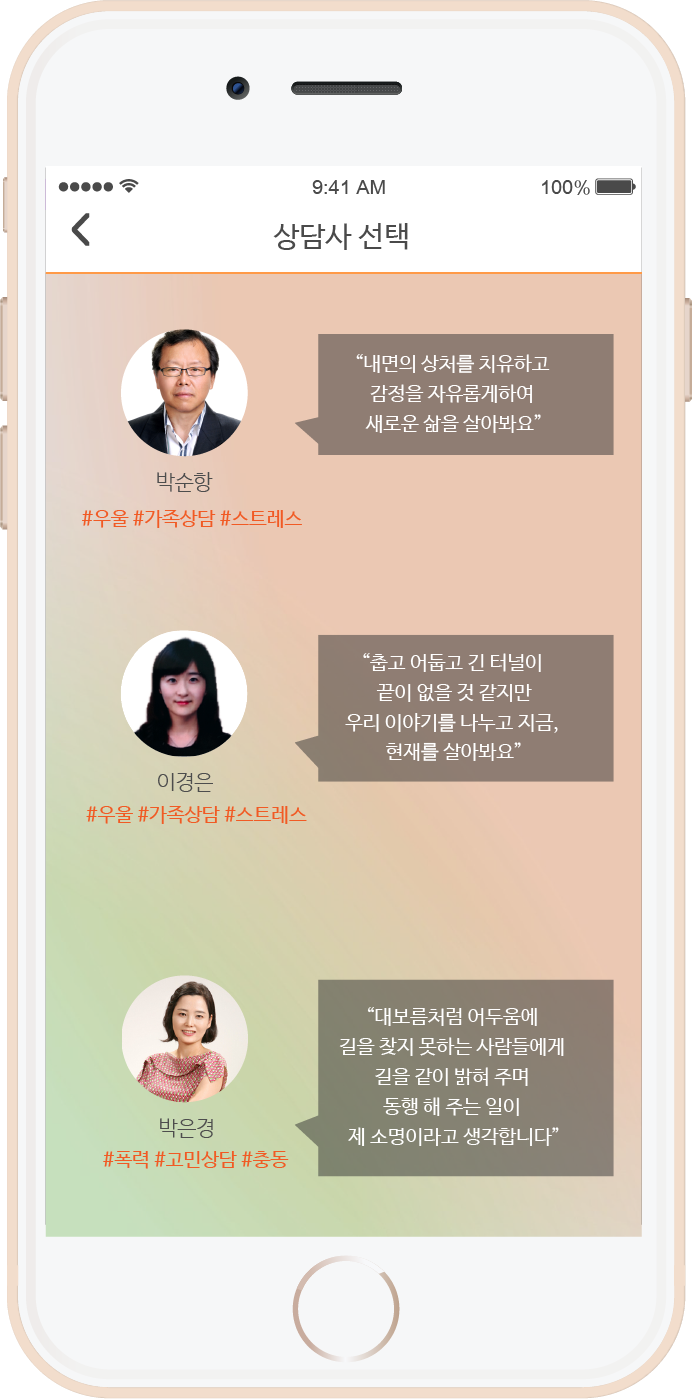 9:41 AM
100%
상담사 선택
“내면의 상처를 치유하고
감정을 자유롭게하여
새로운 삶을 살아봐요”
박순항
#우울 #가족상담 #스트레스
“춥고 어둡고 긴 터널이
끝이 없을 것 같지만
우리 이야기를 나누고 지금,
현재를 살아봐요”
이경은
#우울 #가족상담 #스트레스
“대보름처럼 어두움에
길을 찾지 못하는 사람들에게
길을 같이 밝혀 주며
동행 해 주는 일이
제 소명이라고 생각합니다”
박은경
#폭력 #고민상담 #충동